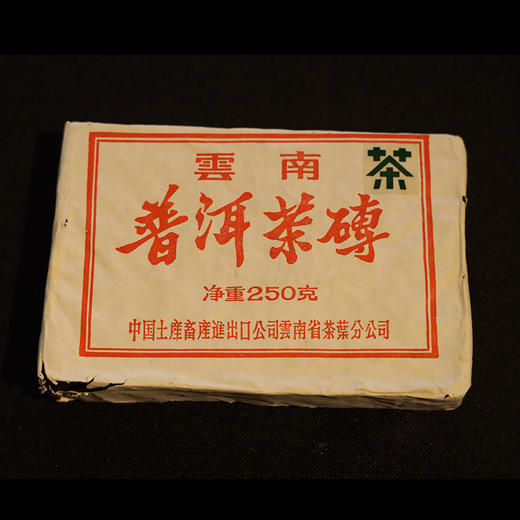 雲南
茶
普洱茶磚
净重250克
中国土産畜産進出口公司雲南省茶葉分公司